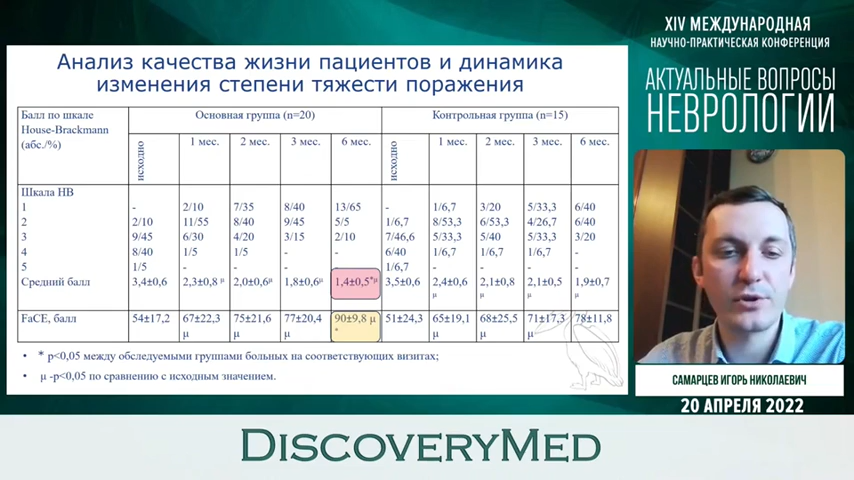 XIV МЕЖДУНАРОДНАЯ
НАУЧНО-ПРАКТИЧЕСКАЯ КОНФЕРЕНЦИЯ
АКТУАЛЬНЫЕ ВОПРОСЫ
НЕВРОЛОГИИ
Анализ качества жизни пациентов и динамика
изменения степени тяжести поражения
Балл по шкале House-Brackmann (абс./%) Основная группа (n=20) Контрольная группа (n=15)
исходно 1 мес. 2 мес. 3 мес. 6 мес. исходно 1 мес. 2 мес. 3 мес. 6 мес.
Шкала HB
1 - 2/10 7/35 8/40 13/65 - 1/6,7 3/20 5/33,3 6/40
2 2/10 11/55 8/40 9/45 5/5 1/6,7 8/53,3 6/53,3 4/26,7 6/40
3 9/45 6/30 4/20 3/15 2/10 7/46,6 5/33,3 5/40 5/33,3 3/20
4 8/40 1/5 1/5 - - 6/40 1/6,7 1/6,7 1/6,7 -
5 1/5 - - - - 1/6,7 - - - -
Средний балл 3,4±0,6 2,3±0,8 μ 2,0±0,6μ 1,8±0,6μ 1,4±0,5*μ 3,5±0,6 2,4±0,6 μ 2,1±0,8 μ 2,1±0,5 μ 1,9±0,7 μ
FaCE, балл 54±17,2 67±22,3 μ 75±21,6 μ 77±20,4 μ 90±9,8 μ * 51±24,3 65±19,1 μ 68±25,5 μ 71±17,3 μ 78±11,8 μ
• * p<0,05 между обследуемыми группами больных на соответствующих визитах;
• μ -p<0,05 по сравнению с исходным значением.
САМАРЦЕВ ИГОРЬ НИКОЛАЕВИЧ
20 АПРЕЛЯ 2022
DISCOVERYMED